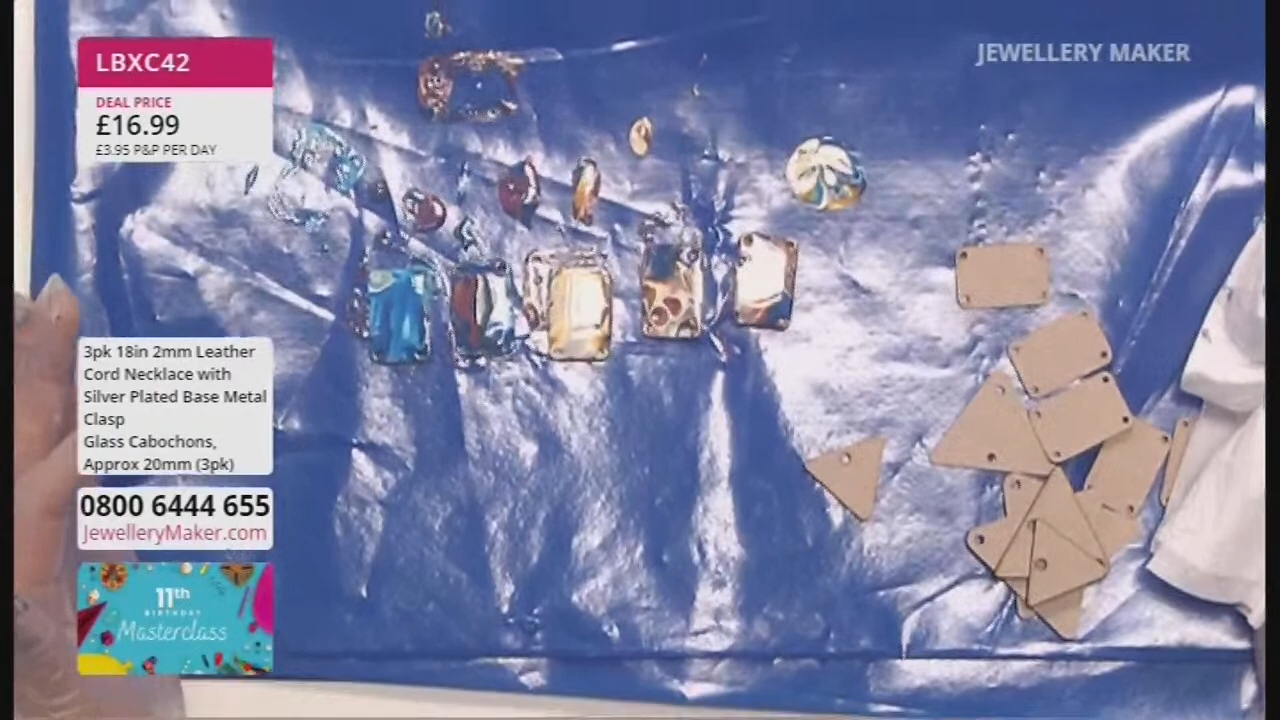 LBXC42
DEAL PRICE
£16.99
£3.95 P&P PER DAY
JEWELLERY MAKER
3pk 18in 2mm Leather
Cord Necklace with
Silver Plated Base Metal
Clasp
Glass Cabochons,
Approx 20mm (3pk)
0800 6444 655
JewelleryMaker.com
11th
BIRTHDAY
Masterclass